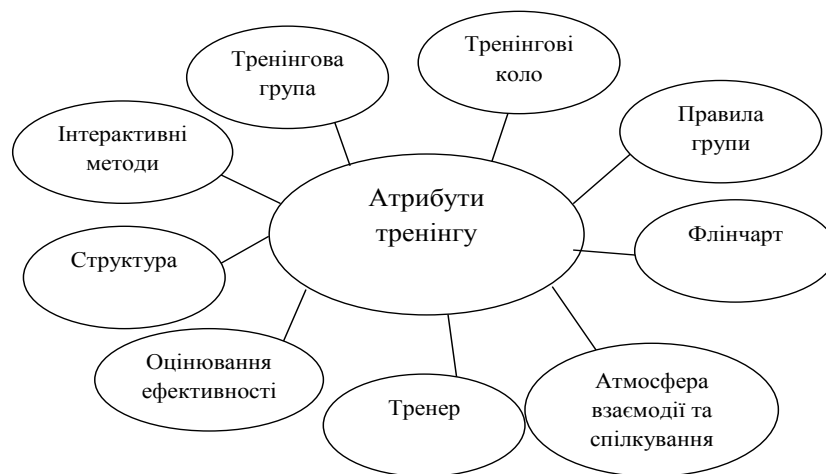 Тренінгова
група
Тренінгові
коло
Інтерактивні
методи
Правила
групи
Атрибути
тренінгу
Структура
Флінчарт
Оцінювання
ефективності
Тренер
Атмосфера
взаємодії та
спілкування